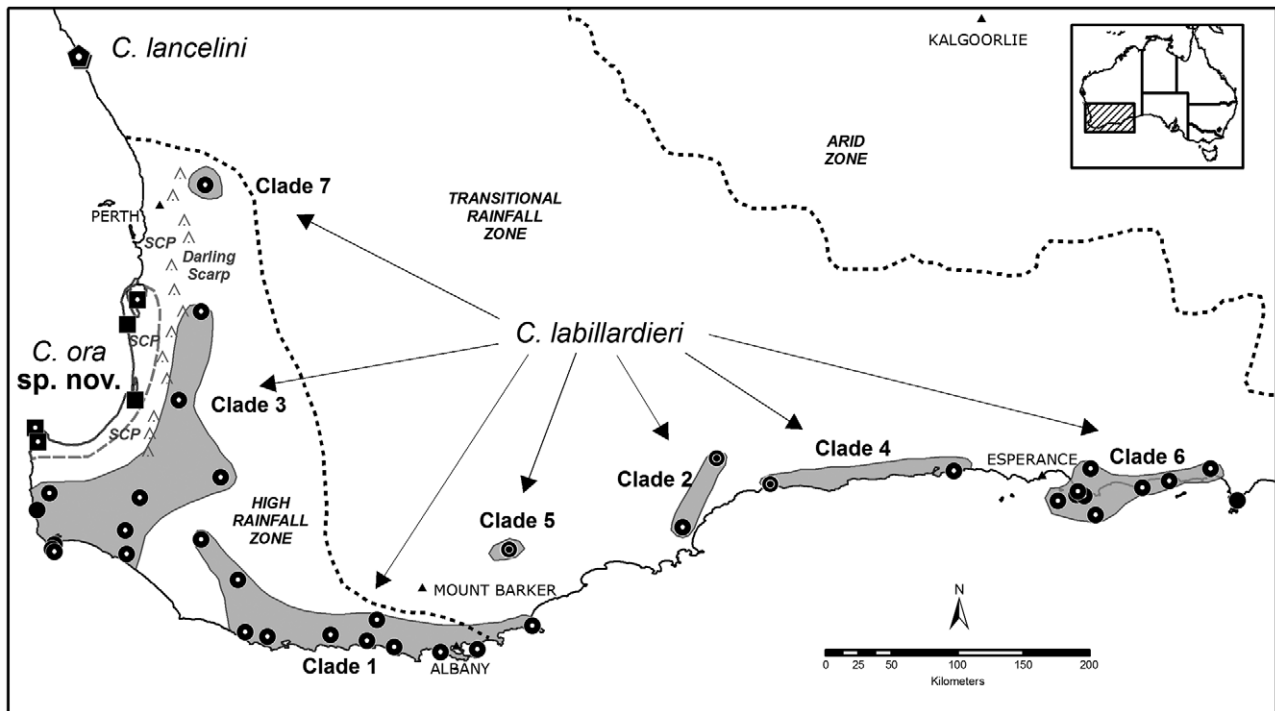 C. lancelini
KALGOORLIE
ARID
ZONE
Clade 7
TRANSITIONAL
RAINFALL
ZONE
PERTH
SCP
Darling
Scarp
C. labillardieri
SCP
C. ora
sp. nov.
Clade 3
SCP
Clade 4
ESPERANCE
Clade 6
Clade 2
HIGH
RAINFALL
ZONE
Clade 5
MOUNT BARKER
N
Clade 1
ALBANY
0 25 50 100 150 200
Kilometers